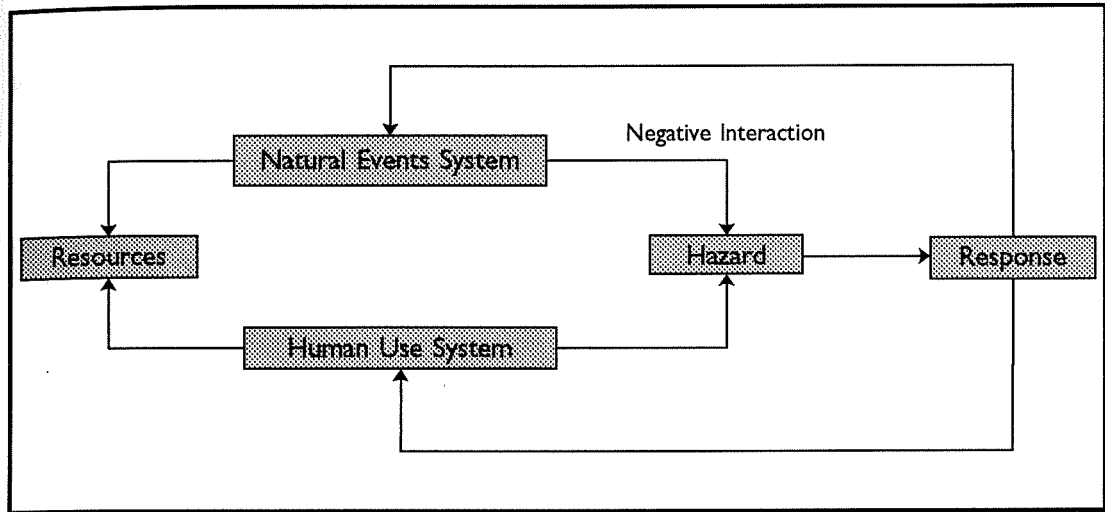 Negative Interaction
Natural Events System
Resources
Hazard
Response
Human Use System